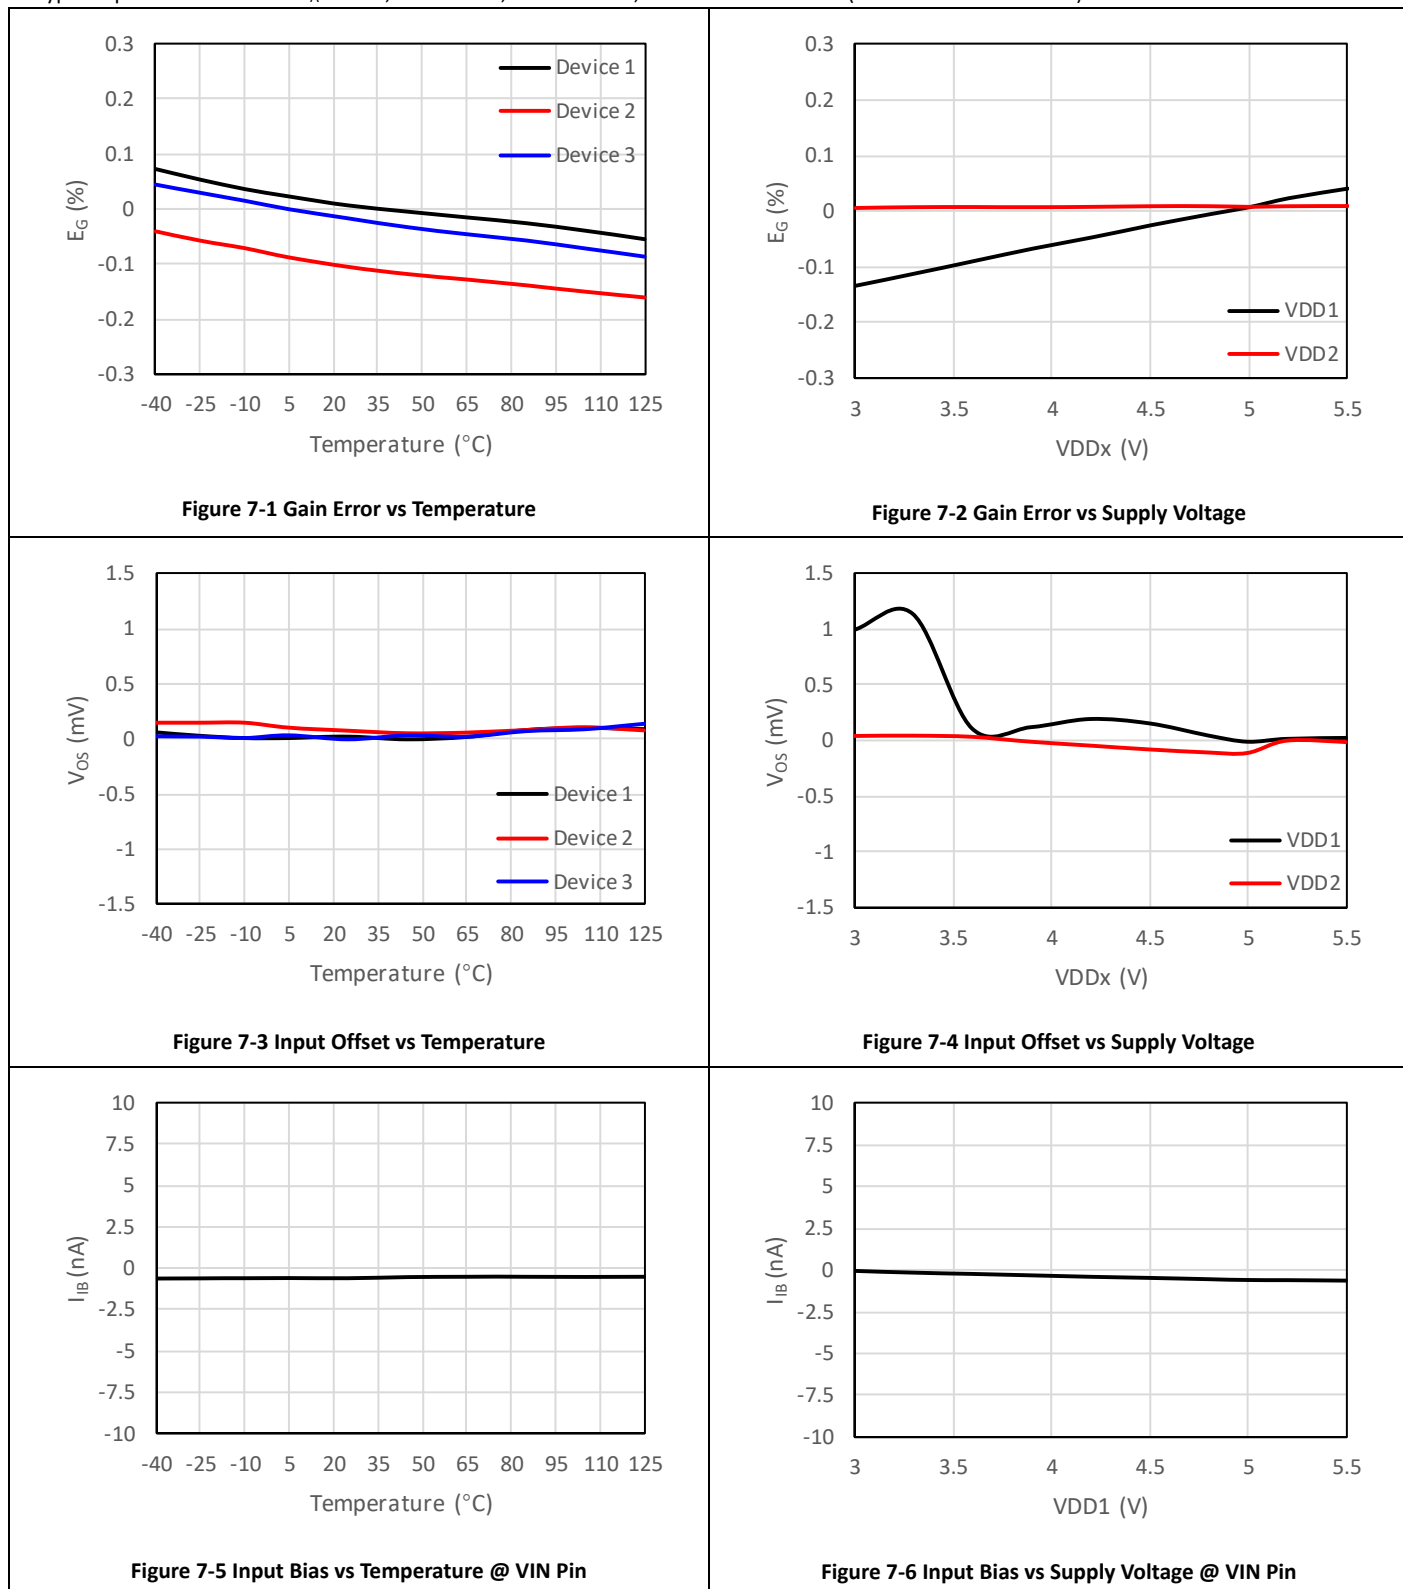 0.3
0.2
0.1
0
-0.1
-0.2
-0.3
E_G (%)
Device 1
Device 2
Device 3
-40 -25 -10 5 20 35 50 65 80 95 110 125
Temperature (°C)
Figure 7-1 Gain Error vs Temperature
0.3
0.2
0.1
0
-0.1
-0.2
-0.3
E_G (%)
VDD1
VDD2
3 3.5 4 4.5 5 5.5
VDDx (V)
Figure 7-2 Gain Error vs Supply Voltage
1.5
1
0.5
0
-0.5
-1
-1.5
V_OS (mV)
Device 1
Device 2
Device 3
-40 -25 -10 5 20 35 50 65 80 95 110 125
Temperature (°C)
Figure 7-3 Input Offset vs Temperature
1.5
1
0.5
0
-0.5
-1
-1.5
V_OS (mV)
VDD1
VDD2
3 3.5 4 4.5 5 5.5
VDDx (V)
Figure 7-4 Input Offset vs Supply Voltage
10
7.5
5
2.5
0
-2.5
-5
-7.5
-10
I_IB (nA)
-40 -25 -10 5 20 35 50 65 80 95 110 125
Temperature (°C)
Figure 7-5 Input Bias vs Temperature @ VIN Pin
10
7.5
5
2.5
0
-2.5
-5
-7.5
-10
I_IB (nA)
3 3.5 4 4.5 5 5.5
VDD1 (V)
Figure 7-6 Input Bias vs Supply Voltage @ VIN Pin